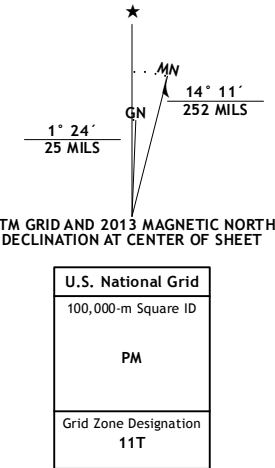 MN
GN
1° 24´
25 MILS
14° 11´
252 MILS
TM GRID AND 2013 MAGNETIC NORTH
DECLINATION AT CENTER OF SHEET
U.S. National Grid
100,000-m Square ID
PM
Grid Zone Designation
11T